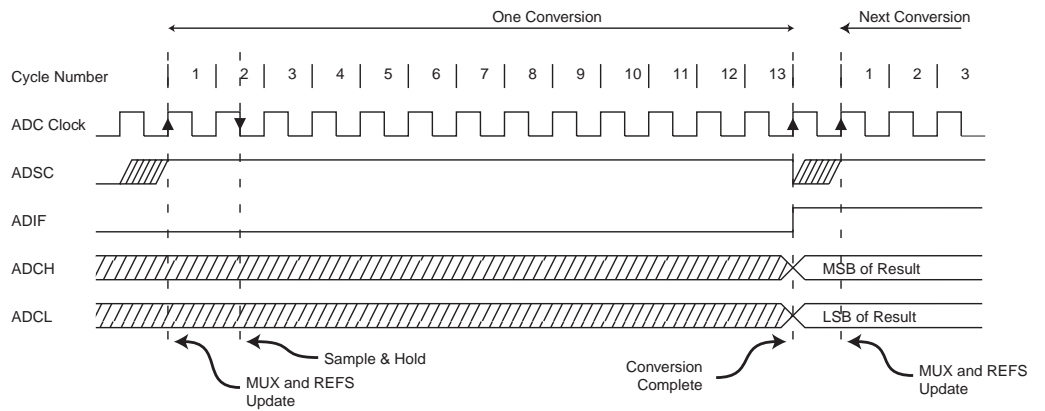 One Conversion
Next Conversion
Cycle Number 1 2 3 4 5 6 7 8 9 10 11 12 13 1 2 3
ADC Clock
ADSC
ADIF
ADCH MSB of Result
ADCL LSB of Result
Sample & Hold
MUX and REFS
Update
Conversion
Complete
MUX and REFS
Update